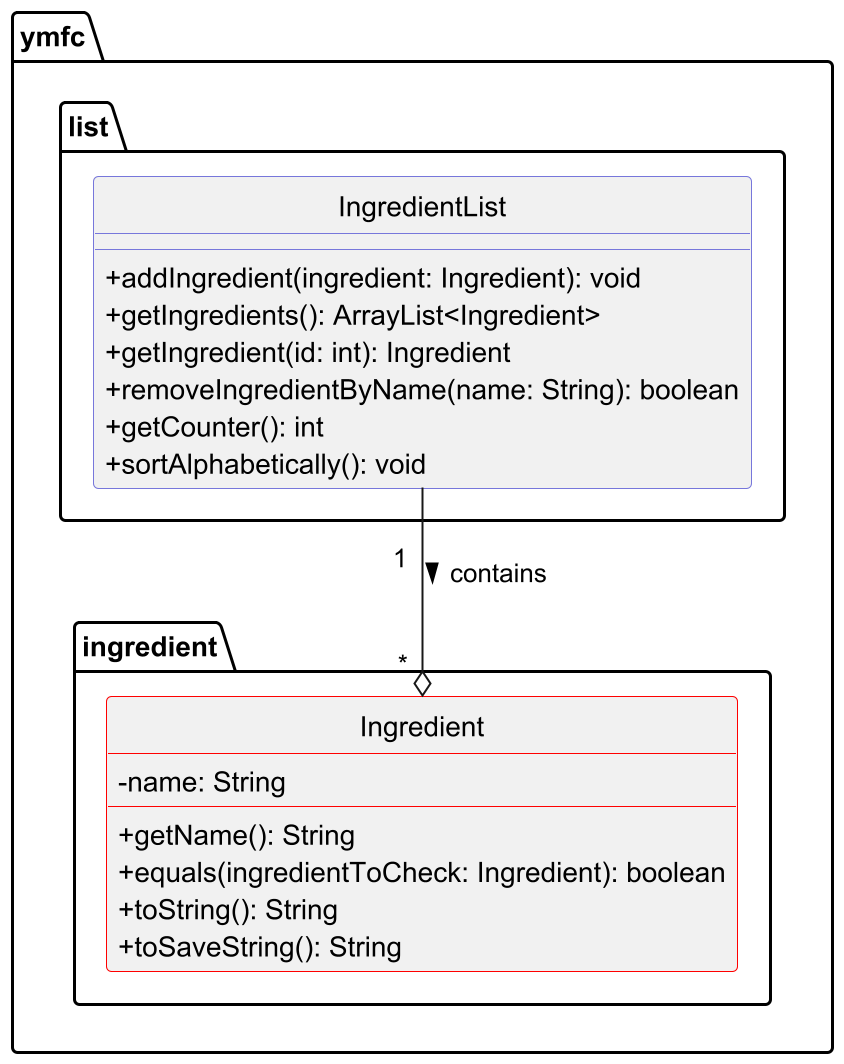 ymfc
list
IngredientList
+addIngredient(ingredient: Ingredient): void
+getIngredients(): ArrayList<Ingredient>
+getIngredient(id: int): Ingredient
+removeIngredientByName(name: String): boolean
+getCounter(): int
+sortAlphabetically(): void
1
contains
*
ingredient
Ingredient
-name: String
+getName(): String
+equals(ingredientToCheck: Ingredient): boolean
+toString(): String
+toSaveString(): String